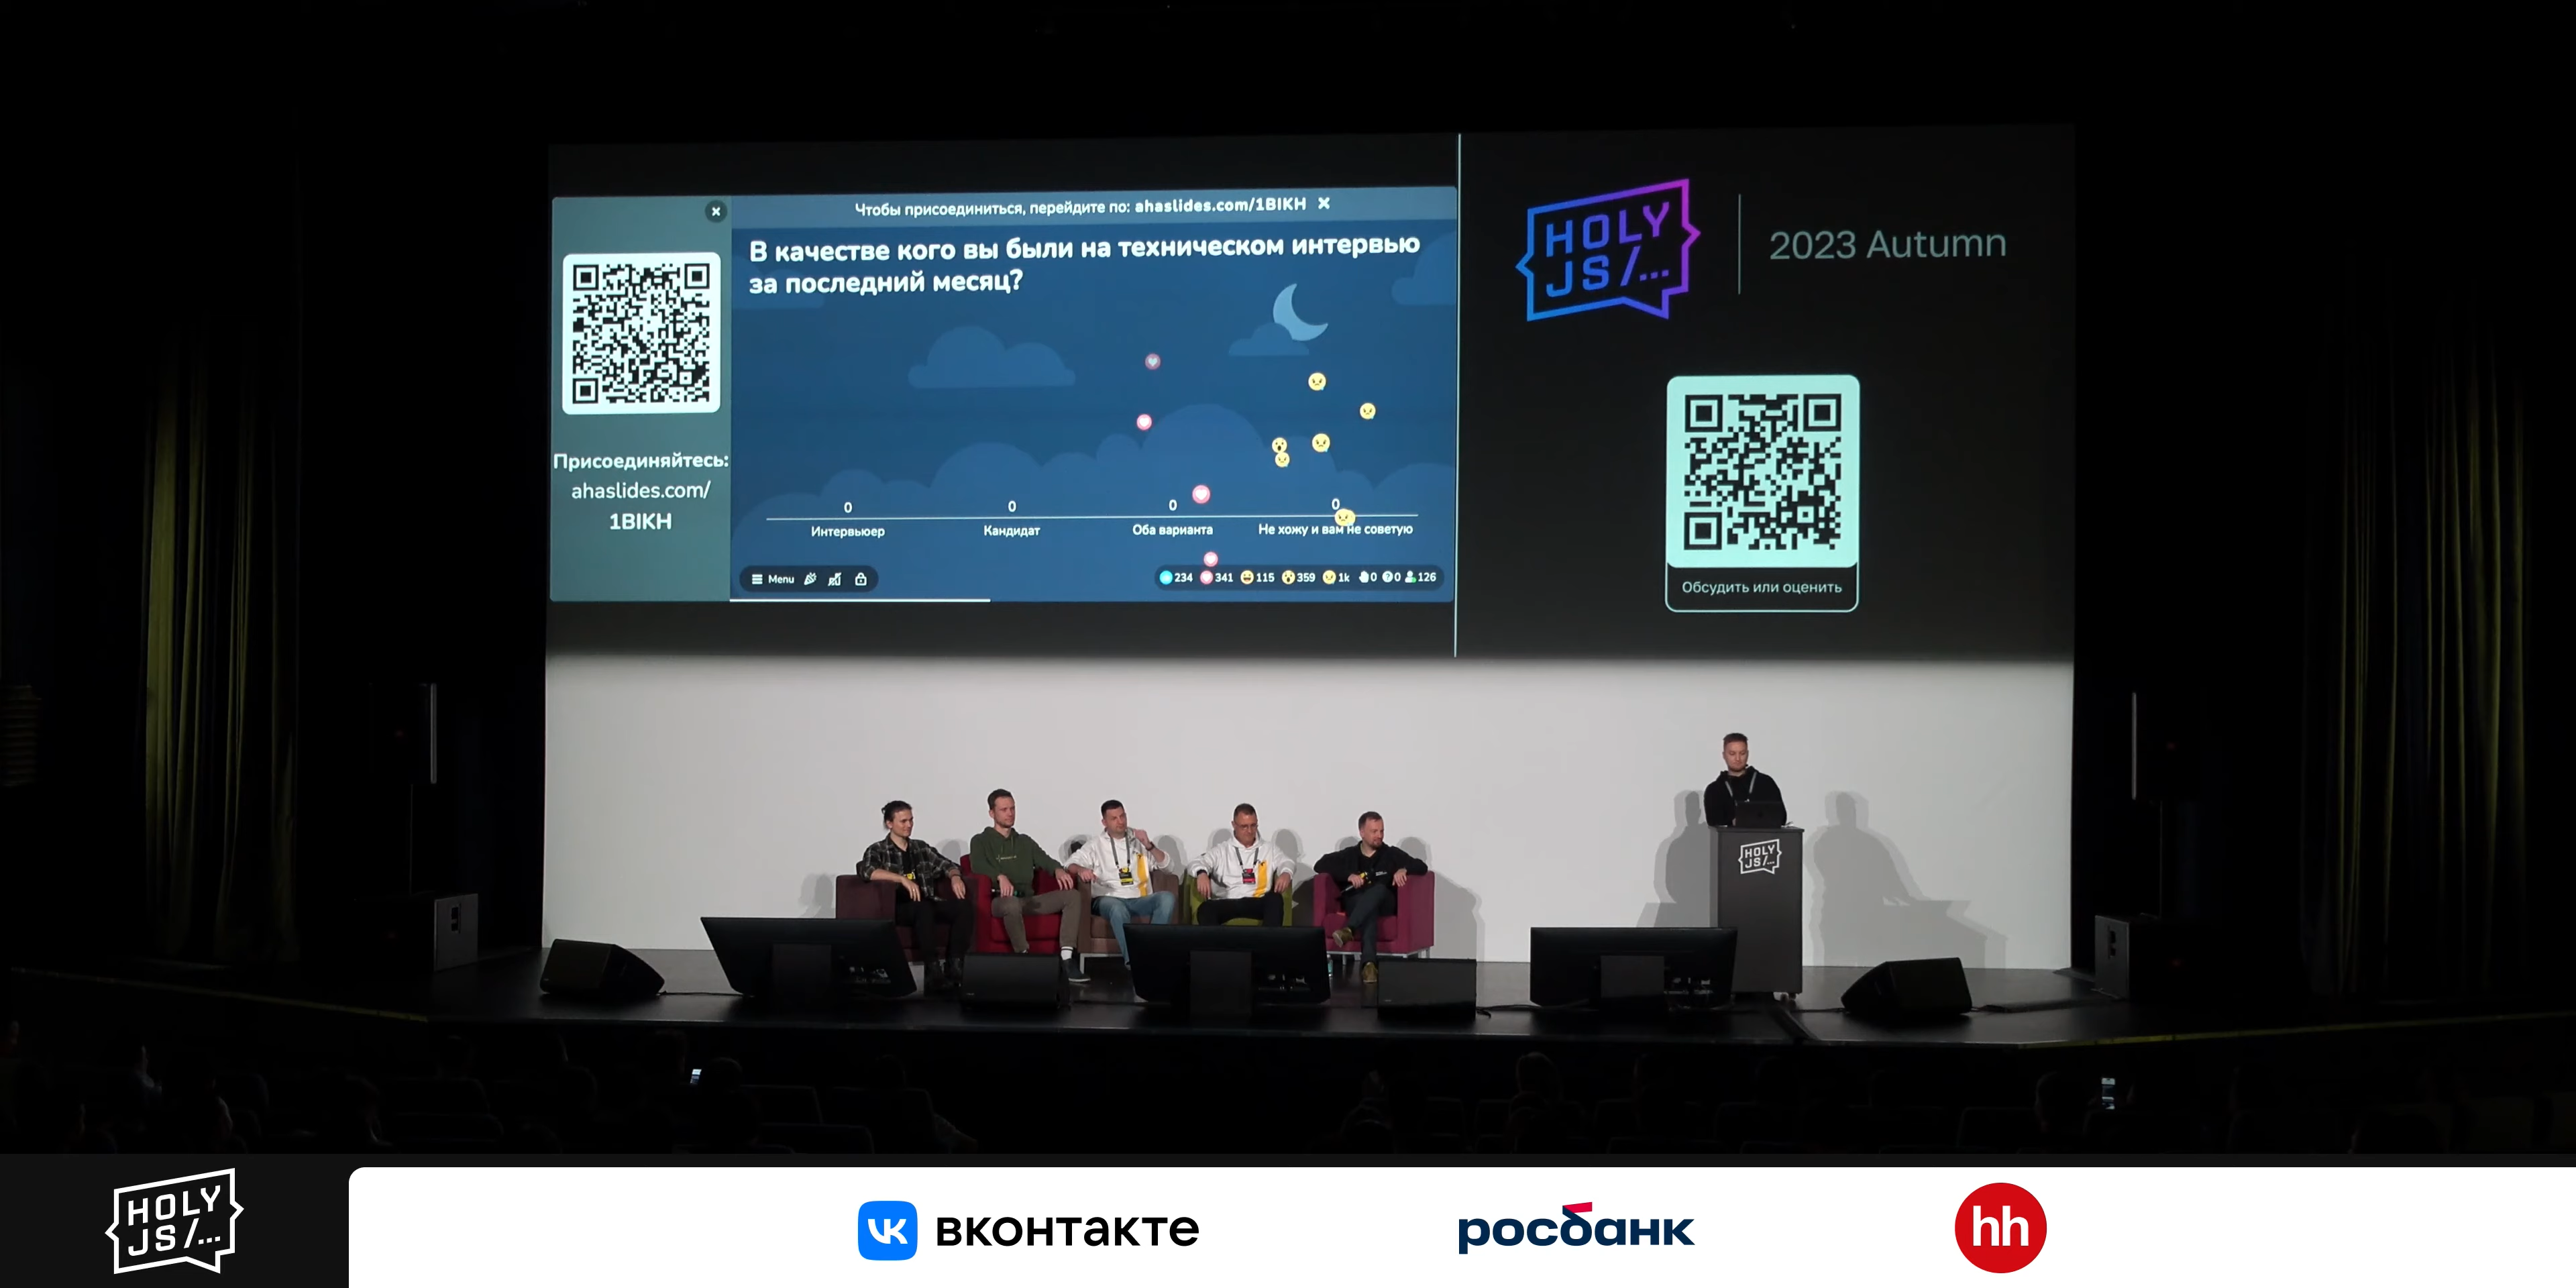 Чтобы присоединиться, перейдите по: ahaslides.com/1BIKH
В качестве кого вы были на техническом интервью
за последний месяц?
Присоединяйтесь:
ahaslides.com/
1BIKH
0 0 0 0
Интервьюер Кандидат Оба варианта Не хожу и вам не советую
Menu
234 341 115 359 1k 0 0 126
HOLY
JS/...
2023 Autumn
Обсудить или оценить
HOLY
JS/...
HOLY
JS/...
вконтакте
росбанк
hh